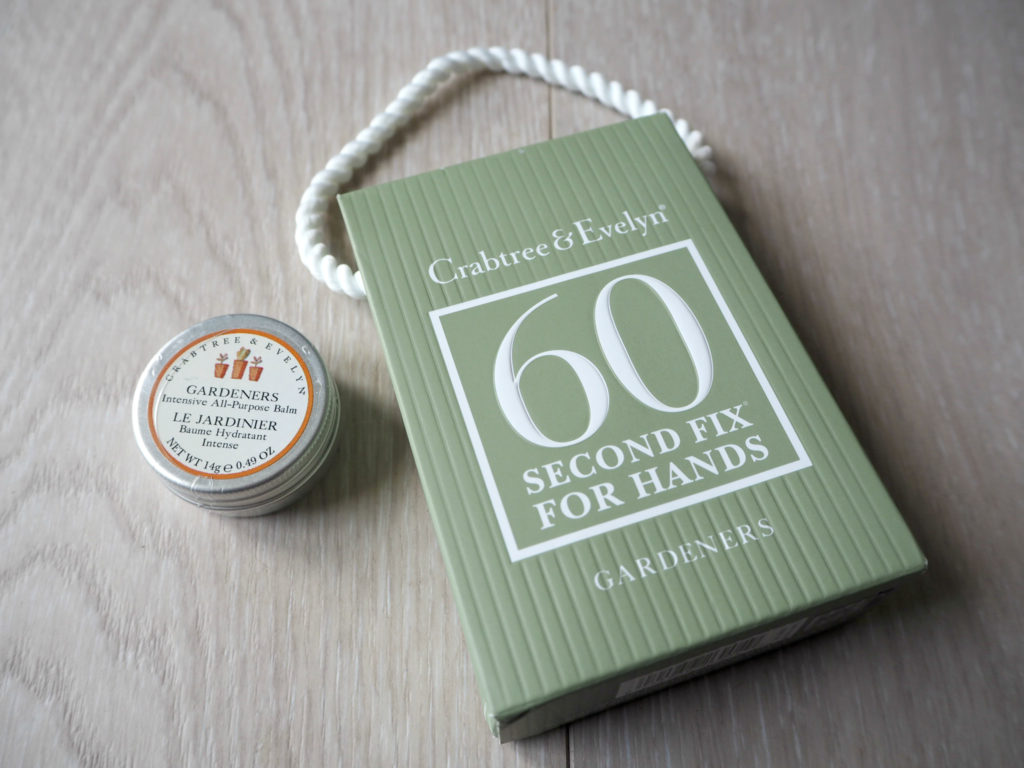 CRABTREE & EVELYN
GARDENERS
Intensive All-Purpose Balm
LE JARDINIER
Baume Hydratant
Intense
NET WT 14g e 0.49 OZ
Crabtree & Evelyn®
60
SECOND FIX®
FOR HANDS
GARDENERS